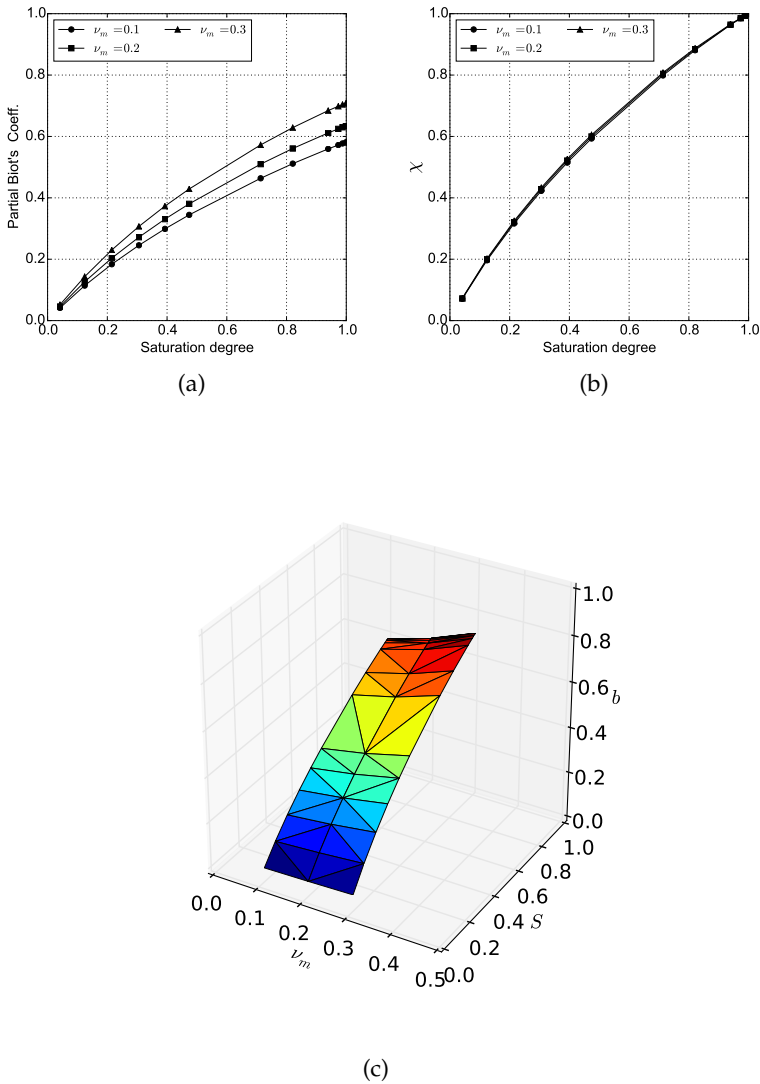 1.0
0.8
0.6
0.4
0.2
0.0
Partial Biot's Coeff.
ν_m =0.1
ν_m =0.2
ν_m =0.3
0.0 0.2 0.4 0.6 0.8 1.0
Saturation degree
(a)
1.0
0.8
0.6
0.4
0.2
0.0
χ
ν_m =0.1
ν_m =0.2
ν_m =0.3
0.0 0.2 0.4 0.6 0.8 1.0
Saturation degree
(b)
1.0
0.8
0.6
0.4
0.2
0.0
b
1.0
0.8
0.6
0.4
0.2
0.0
S
0.0
0.1
0.2
0.3
0.4
0.5
ν_m
(c)